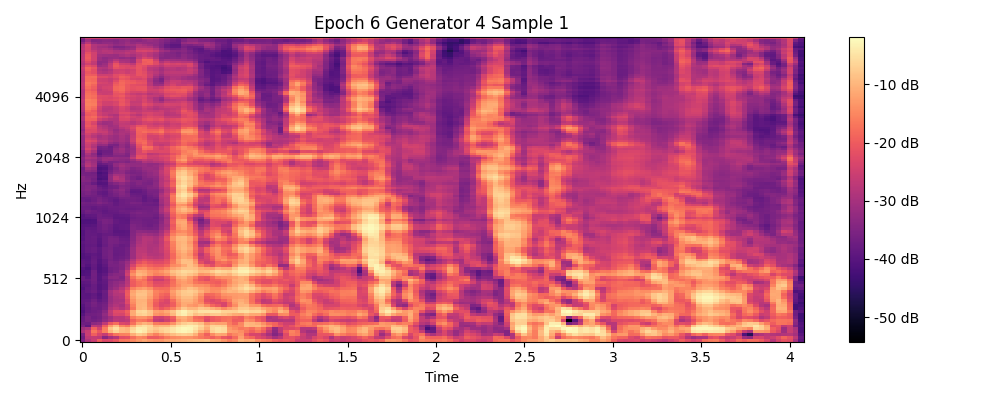 Epoch 6 Generator 4 Sample 1
Hz
4096
2048
1024
512
0
0 0.5 1 1.5 2 2.5 3 3.5 4
Time
-10 dB
-20 dB
-30 dB
-40 dB
-50 dB